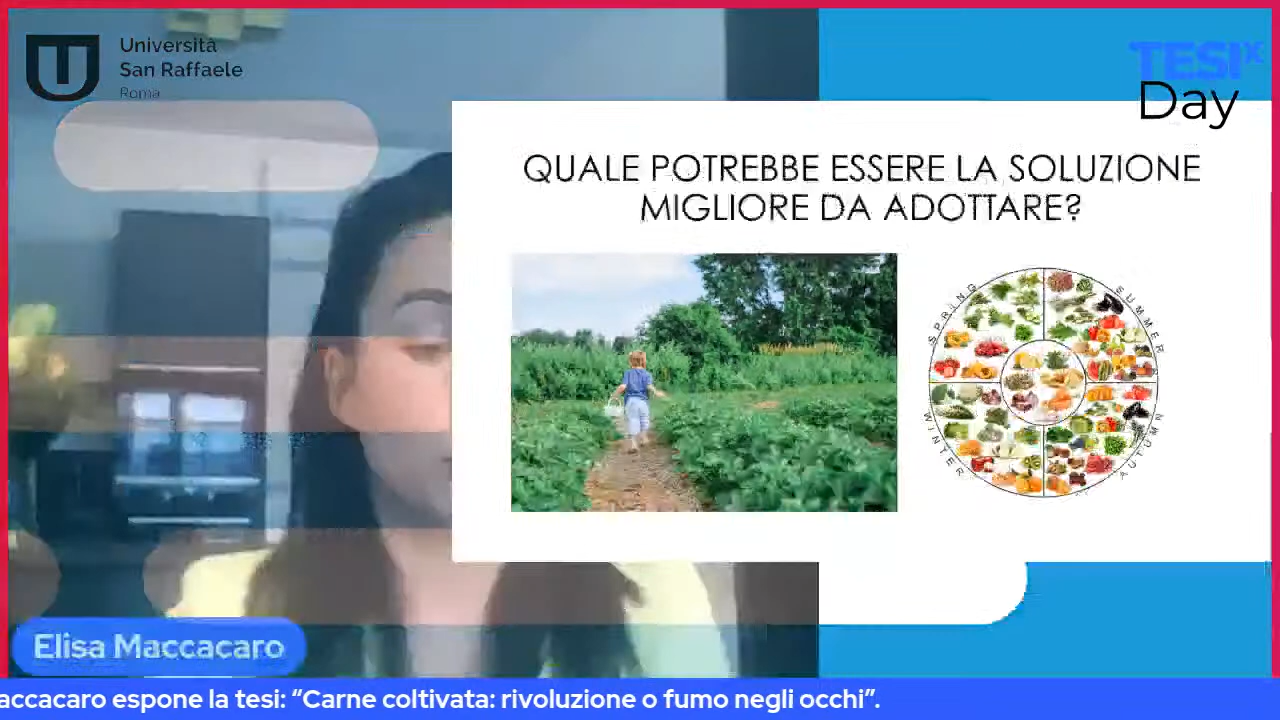 Università
San Raffaele
Roma
TESI
Day
QUALE POTREBBE ESSERE LA SOLUZIONE
MIGLIORE DA ADOTTARE?
SPRING
SUMMER
WINTER
AUTUMN
Elisa Maccacaro
accacaro espone la tesi: “Carne coltivata: rivoluzione o fumo negli occhi”.